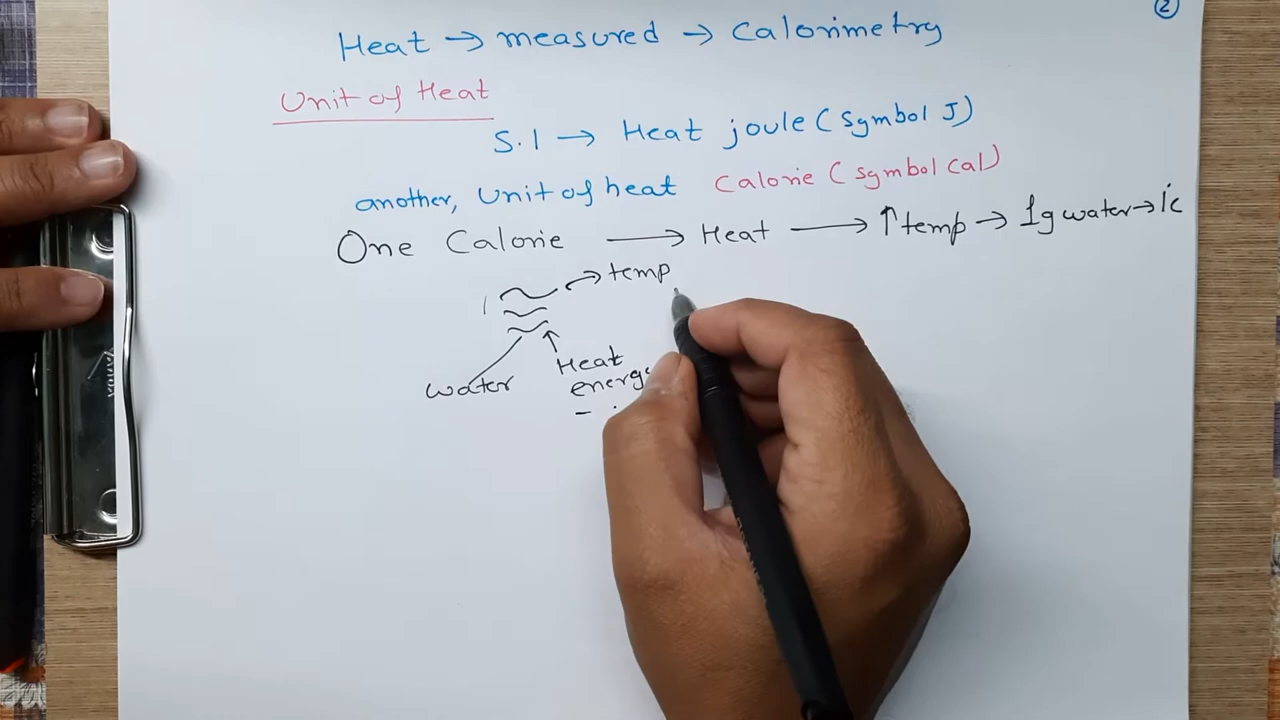 ②
Heat → measured → Calorimetry
Unit of Heat
S.I → Heat joule (Symbol J)
another, Unit of heat Calorie (symbol cal)
One Calorie → Heat → ↑ temp → 1g water → 1°c
→ temp
water
Heat